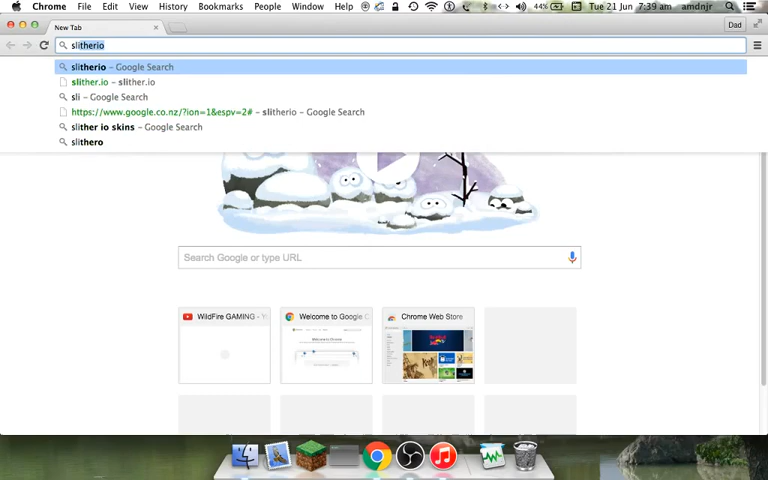 Chrome File Edit View History Bookmarks People Window Help 44% Tue 21 Jun 7:39 am amdnjr
New Tab Dad
slitherio
slitherio – Google Search
slither.io – slither.io
sli – Google Search
https://www.google.co.nz/?ion=1&espv=2# – slitherio – Google Search
slither io skins – Google Search
slithero
Search Google or type URL
WildFire GAMING - Y Welcome to Google C Chrome Web Store